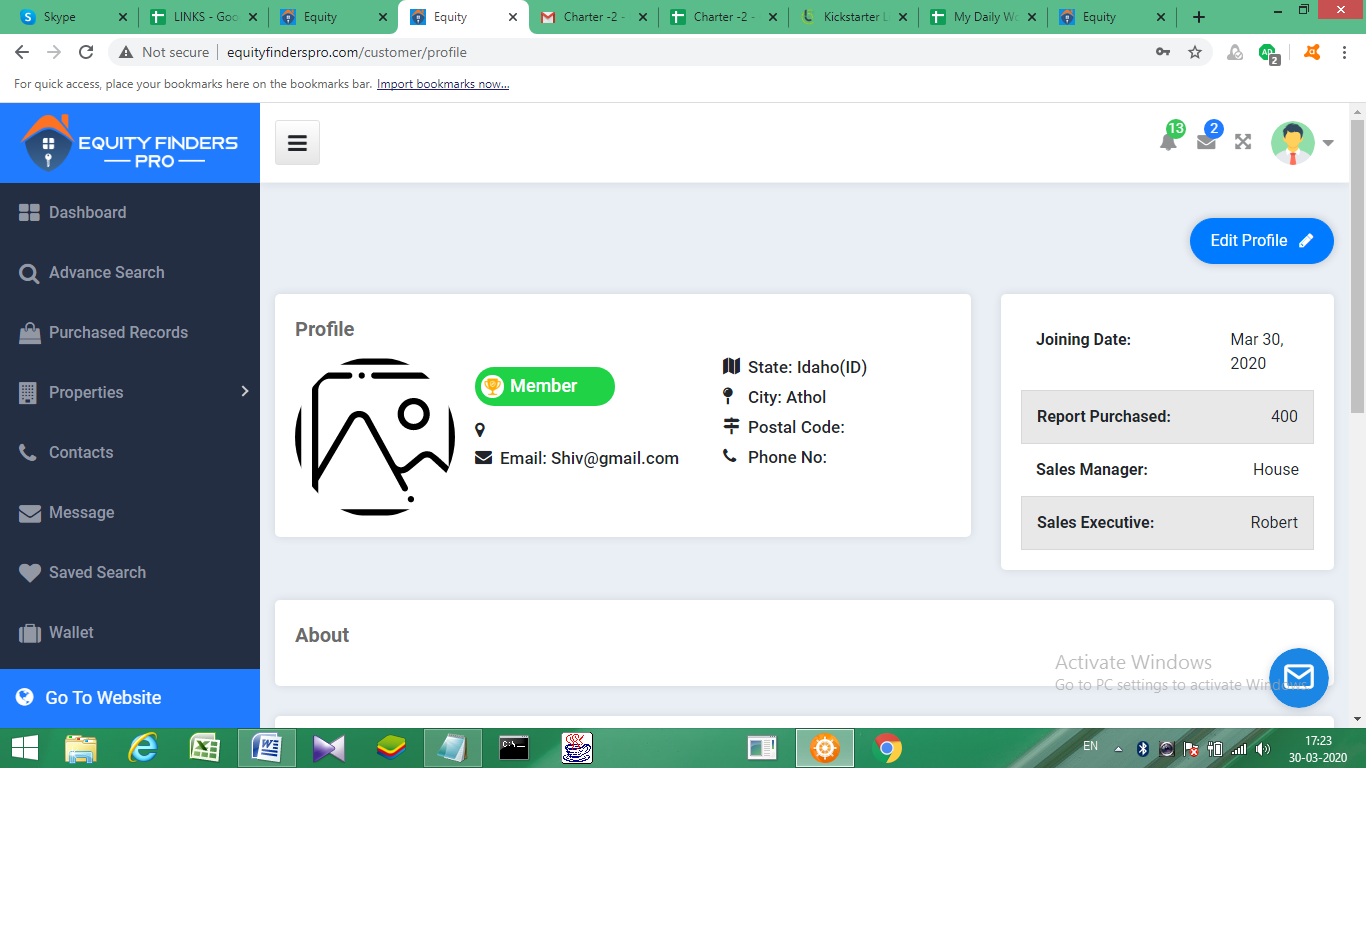 Skype
LINKS - Goo
Equity
Equity
Charter -2 -
Charter -2 -
Kickstarter L
My Daily Wo
Equity
Not secure
equityfinderspro.com/customer/profile
AD
2
For quick access, place your bookmarks here on the bookmarks bar. Import bookmarks now...
EQUITY FINDERS
PRO
13
2
Dashboard
Advance Search
Purchased Records
Properties
Contacts
Message
Saved Search
Wallet
Go To Website
Edit Profile
Profile
Member
Email: Shiv@gmail.com
State: Idaho(ID)
City: Athol
Postal Code:
Phone No:
Joining Date: Mar 30,
2020
Report Purchased: 400
Sales Manager: House
Sales Executive: Robert
About
Activate Windows
Go to PC settings to activate Windows.
EN
17:23
30-03-2020